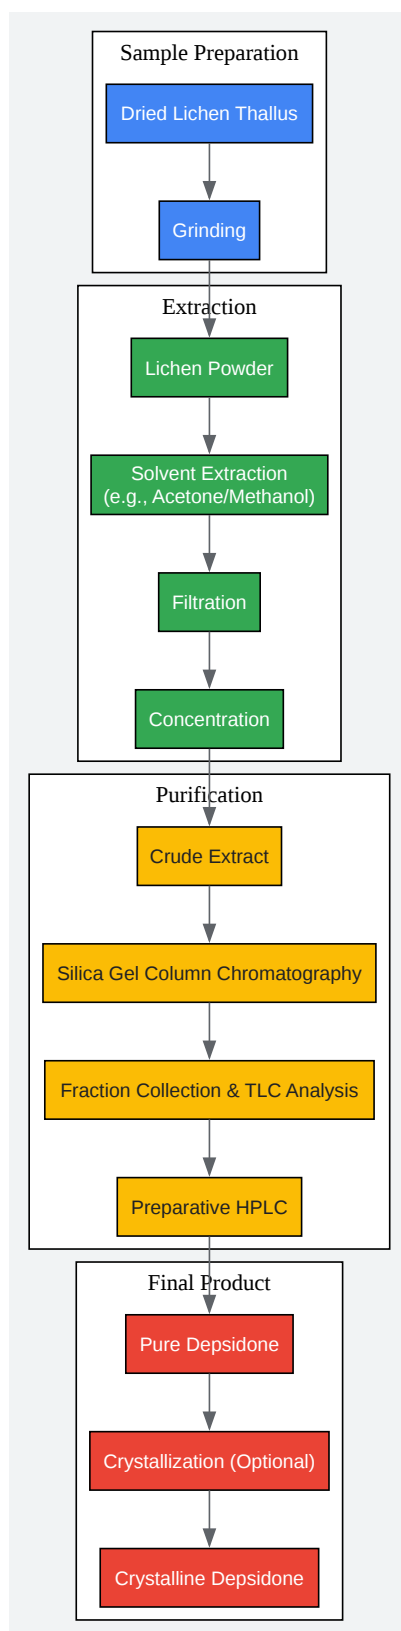 Sample Preparation
Dried Lichen Thallus
Grinding
Extraction
Lichen Powder
Solvent Extraction
(e.g., Acetone/Methanol)
Filtration
Concentration
Purification
Crude Extract
Silica Gel Column Chromatography
Fraction Collection & TLC Analysis
Preparative HPLC
Final Product
Pure Depsidone
Crystallization (Optional)
Crystalline Depsidone